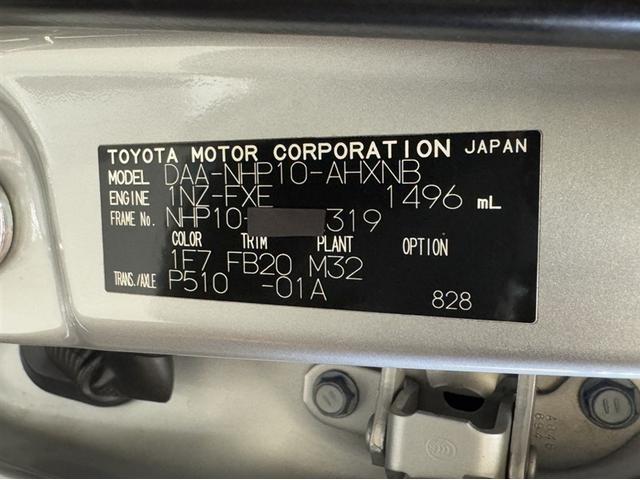 TOYOTA MOTOR CORPORATION JAPAN
MODEL DAA-NHP10-AHXNB
ENGINE 1NZ-FXE 1496 mL
FRAME No. NHP10- 319
COLOR TRIM PLANT OPTION
1F7 FB20 M32
TRANS./AXLE P510 -01A
828